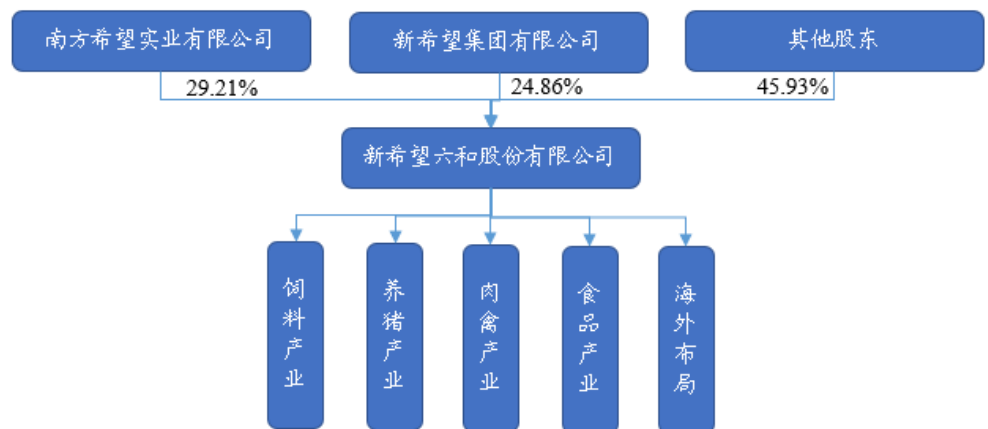 南方希望实业有限公司
新希望集团有限公司
其他股东
29.21%
24.86%
45.93%
新希望六和股份有限公司
饲料产业
养猪产业
肉禽产业
食品产业
海外布局